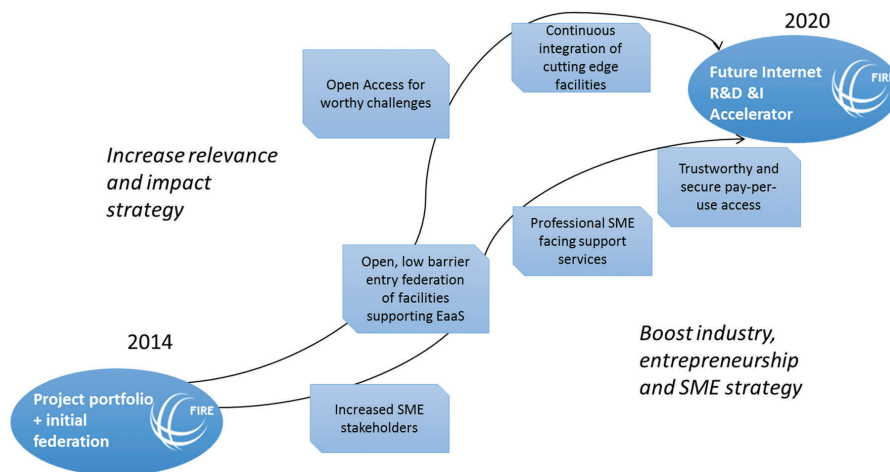 2020
Continuous
integration of
cutting edge
facilities
Future Internet
R&D &I
Accelerator
FIRE
Open Access for
worthy challenges
Increase relevance
and impact
strategy
Trustworthy and
secure pay-per-
use access
Professional SME
facing support
services
Open, low barrier
entry federation
of facilities
supporting EaaS
Boost industry,
entrepreneurship
and SME strategy
2014
Project portfolio
+ initial
federation
FIRE
Increased SME
stakeholders